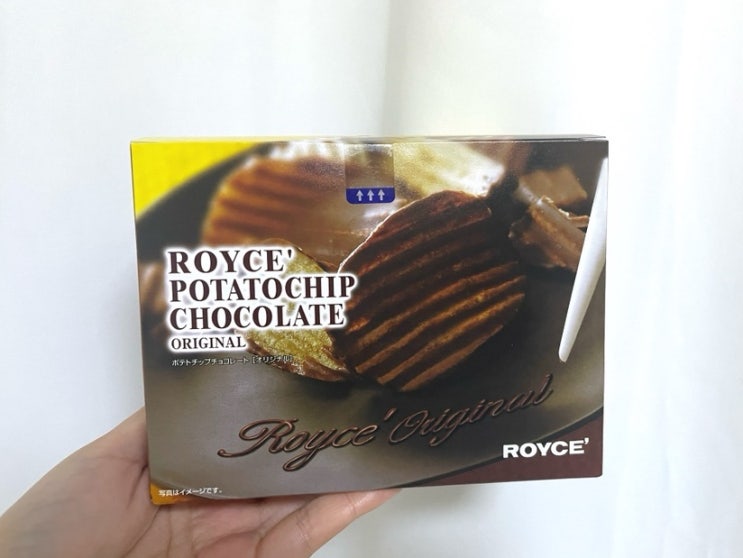 ROYCE'
POTATOCHIP
CHOCOLATE
ORIGINAL
ポテトチップチョコレート[オリジナル]
Royce' Original
ROYCE'
写真はイメージです。